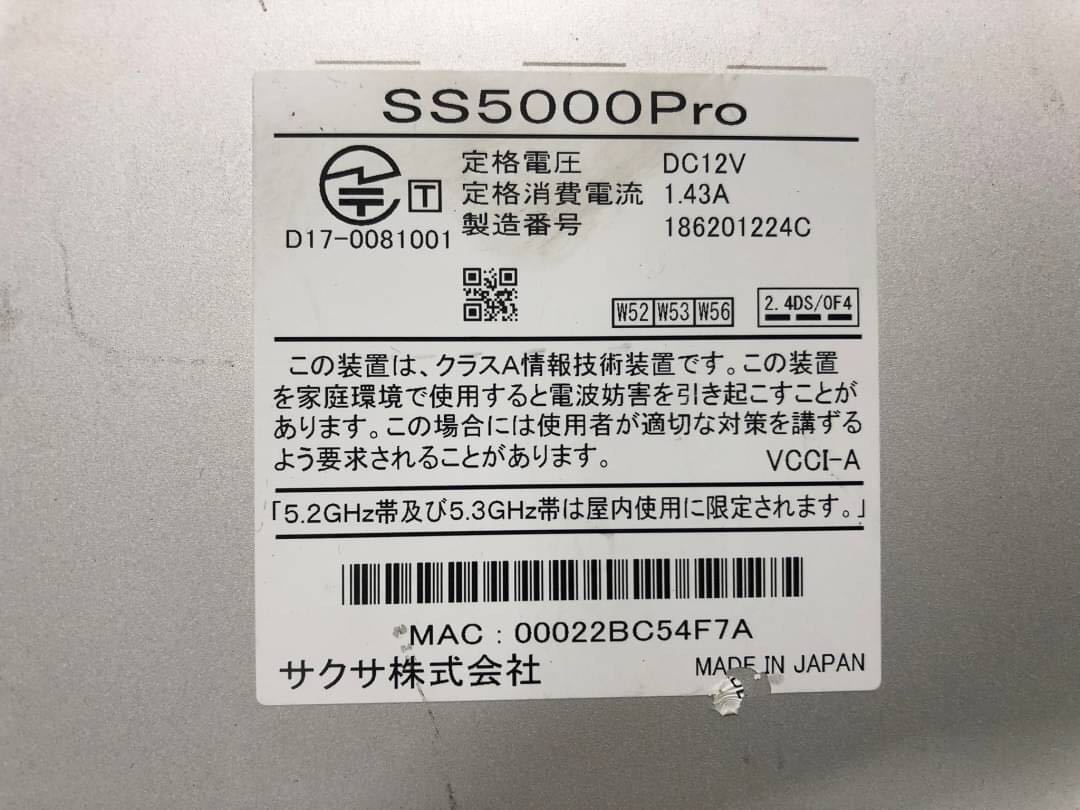 SS5000Pro
定格電圧 DC12V
定格消費電流 1.43A
T
製造番号 186201224C
D17-0081001
W52 W53 W56
2.4DS/OF4
この装置は、クラスA情報技術装置です。この装置
を家庭環境で使用すると電波妨害を引き起こすことが
あります。この場合には使用者が適切な対策を講ずる
よう要求されることがあります。 VCCI-A
「5.2GHz帯及び5.3GHz帯は屋内使用に限定されます。」
MAC : 00022BC54F7A
サクサ株式会社 MADE IN JAPAN